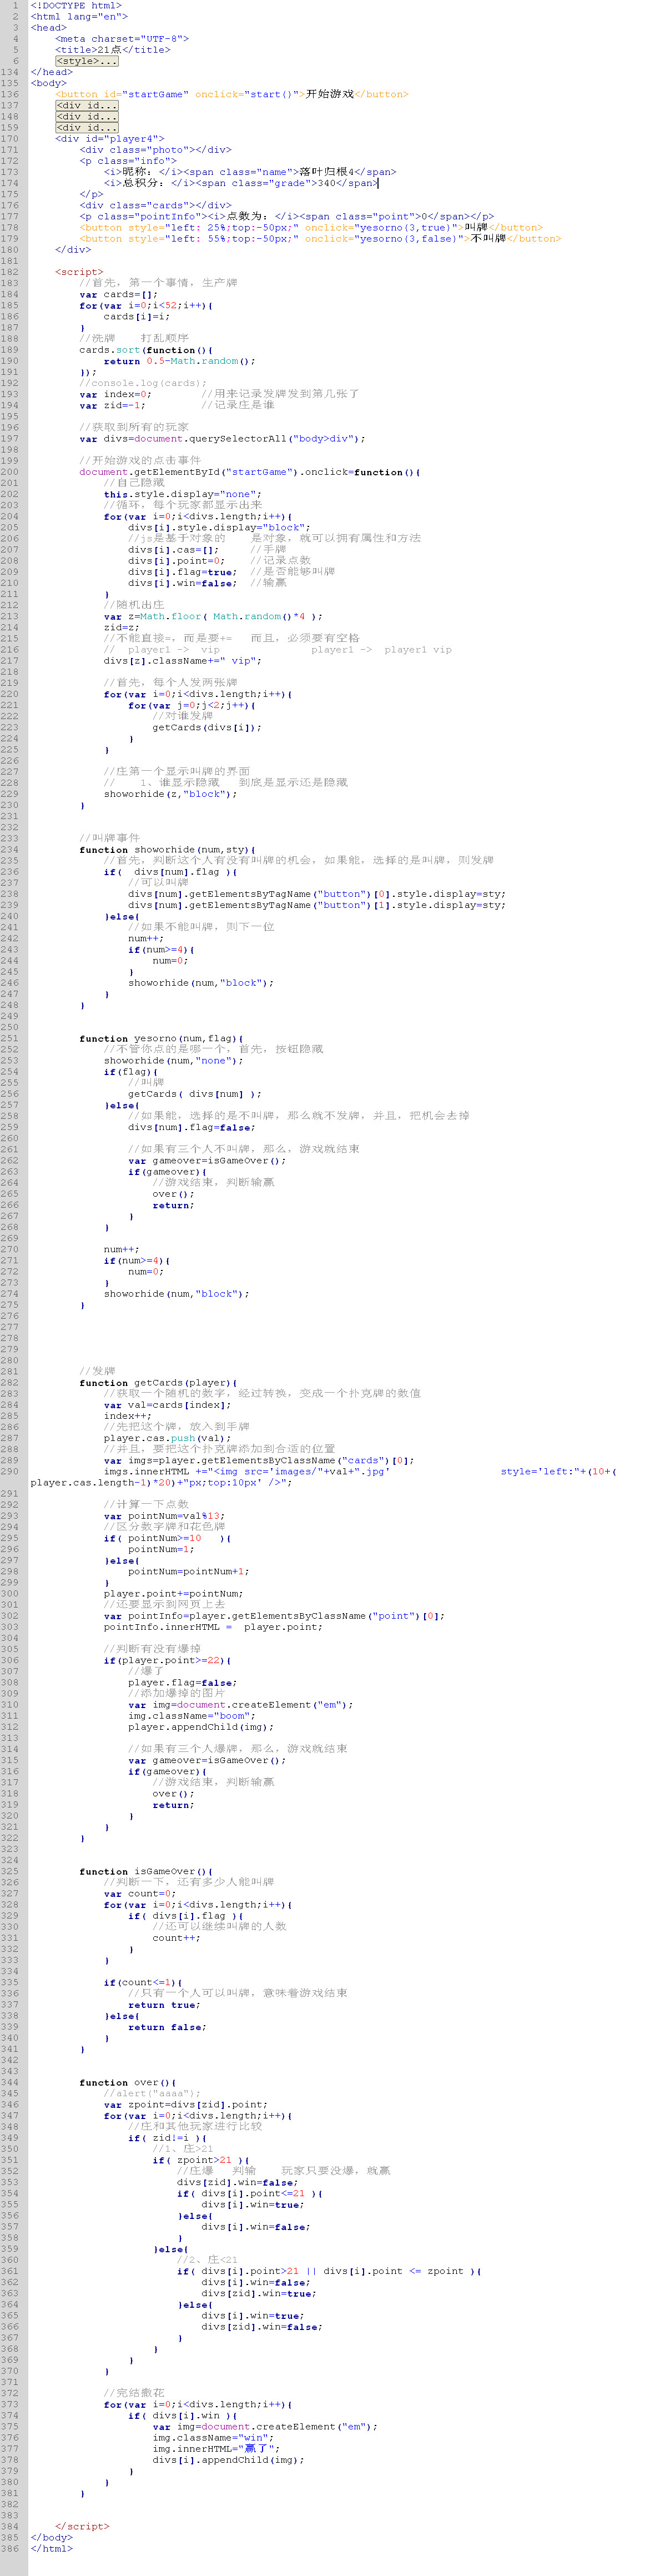 1 <!DOCTYPE html>
2 <html lang="en">
3 <head>
4     <meta charset="UTF-8">
5     <title>21点</title>
6     <style>...
134 </head>
135 <body>
136     <button id="startGame" onclick="start()">开始游戏</button>
137     <div id...
148     <div id...
159     <div id...
170     <div id="player4">
171         <div class="photo"></div>
172         <p class="info">
173             <i>昵称：</i><span class="name">落叶归根4</span>
174             <i>总积分：</i><span class="grade">340</span>
175         </p>
176         <div class="cards"></div>
177         <p class="pointInfo"><i>点数为：</i><span class="point">0</span></p>
178         <button style="left: 25%;top:-50px;" onclick="yesorno(3,true)">叫牌</button>
179         <button style="left: 55%;top:-50px;" onclick="yesorno(3,false)">不叫牌</button>
180     </div>
181
182     <script>
183         //首先，第一个事情，生产牌
184         var cards=[];
185         for(var i=0;i<52;i++){
186             cards[i]=i;
187         }
188         //洗牌    打乱顺序
189         cards.sort(function(){
190             return 0.5-Math.random();
191         });
192         //console.log(cards);
193         var index=0;        //用来记录发牌发到第几张了
194         var zid=-1;         //记录庄是谁
195
196         //获取到所有的玩家
197         var divs=document.querySelectorAll("body>div");
198
199         //开始游戏的点击事件
200         document.getElementById("startGame").onclick=function(){
201             //自己隐藏
202             this.style.display="none";
203             //循环，每个玩家都显示出来
204             for(var i=0;i<divs.length;i++){
205                 divs[i].style.display="block";
206                 //js是基于对象的    是对象，就可以拥有属性和方法
207                 divs[i].cas=[];     //手牌
208                 divs[i].point=0;    //记录点数
209                 divs[i].flag=true;  //是否能够叫牌
210                 divs[i].win=false;  //输赢
211             }
212             //随机出庄
213             var z=Math.floor( Math.random()*4 );
214             zid=z;
215             //不能直接=，而是要+=   而且，必须要有空格
216             //  player1 ->  vip               player1 ->  player1 vip
217             divs[z].className+=" vip";
218
219             //首先，每个人发两张牌
220             for(var i=0;i<divs.length;i++){
221                 for(var j=0;j<2;j++){
222                     //对谁发牌
223                     getCards(divs[i]);
224                 }
225             }
226
227             //庄第一个显示叫牌的界面
228             //    1、谁显示隐藏   到底是显示还是隐藏
229             showorhide(z,"block");
230         }
231
232
233         //叫牌事件
234         function showorhide(num,sty){
235             //首先，判断这个人有没有叫牌的机会，如果能，选择的是叫牌，则发牌
236             if(  divs[num].flag ){
237                 //可以叫牌
238                 divs[num].getElementsByTagName("button")[0].style.display=sty;
239                 divs[num].getElementsByTagName("button")[1].style.display=sty;
240             }else{
241                 //如果不能叫牌，则下一位
242                 num++;
243                 if(num>=4){
244                     num=0;
245                 }
246                 showorhide(num,"block");
247             }
248         }
249
250
251         function yesorno(num,flag){
252             //不管你点的是哪一个，首先，按钮隐藏
253             showorhide(num,"none");
254             if(flag){
255                 //叫牌
256                 getCards( divs[num] );
257             }else{
258                 //如果能，选择的是不叫牌，那么就不发牌，并且，把机会去掉
259                 divs[num].flag=false;
260
261                 //如果有三个人不叫牌，那么，游戏就结束
262                 var gameover=isGameOver();
263                 if(gameover){
264                     //游戏结束，判断输赢
265                     over();
266                     return;
267                 }
268             }
269
270             num++;
271             if(num>=4){
272                 num=0;
273             }
274             showorhide(num,"block");
275         }
276
277
278
279
280
281         //发牌
282         function getCards(player){
283             //获取一个随机的数字，经过转换，变成一个扑克牌的数值
284             var val=cards[index];
285             index++;
286             //先把这个牌，放入到手牌
287             player.cas.push(val);
288             //并且，要把这个扑克牌添加到合适的位置
289             var imgs=player.getElementsByClassName("cards")[0];
290             imgs.innerHTML +="<img src='images/"+val+".jpg'                  style='left:"+(10+(
player.cas.length-1)*20)+"px;top:10px' />";
291
292             //计算一下点数
293             var pointNum=val%13;
294             //区分数字牌和花色牌
295             if( pointNum>=10   ){
296                 pointNum=1;
297             }else{
298                 pointNum=pointNum+1;
299             }
300             player.point+=pointNum;
301             //还要显示到网页上去
302             var pointInfo=player.getElementsByClassName("point")[0];
303             pointInfo.innerHTML =  player.point;
304
305             //判断有没有爆掉
306             if(player.point>=22){
307                 //爆了
308                 player.flag=false;
309                 //添加爆掉的图片
310                 var img=document.createElement("em");
311                 img.className="boom";
312                 player.appendChild(img);
313
314                 //如果有三个人爆牌，那么，游戏就结束
315                 var gameover=isGameOver();
316                 if(gameover){
317                     //游戏结束，判断输赢
318                     over();
319                     return;
320                 }
321             }
322         }
323
324
325         function isGameOver(){
326             //判断一下，还有多少人能叫牌
327             var count=0;
328             for(var i=0;i<divs.length;i++){
329                 if( divs[i].flag ){
330                     //还可以继续叫牌的人数
331                     count++;
332                 }
333             }
334
335             if(count<=1){
336                 //只有一个人可以叫牌，意味着游戏结束
337                 return true;
338             }else{
339                 return false;
340             }
341         }
342
343
344         function over(){
345             //alert("aaaa");
346             var zpoint=divs[zid].point;
347             for(var i=0;i<divs.length;i++){
348                 //庄和其他玩家进行比较
349                 if( zid!=i ){
350                     //1、庄>21
351                     if( zpoint>21 ){
352                         //庄爆   判输    玩家只要没爆，就赢
353                         divs[zid].win=false;
354                         if( divs[i].point<=21 ){
355                             divs[i].win=true;
356                         }else{
357                             divs[i].win=false;
358                         }
359                     }else{
360                         //2、庄<21
361                         if( divs[i].point>21 || divs[i].point <= zpoint ){
362                             divs[i].win=false;
363                             divs[zid].win=true;
364                         }else{
365                             divs[i].win=true;
366                             divs[zid].win=false;
367                         }
368                     }
369                 }
370             }
371
372             //完结撒花
373             for(var i=0;i<divs.length;i++){
374                 if( divs[i].win ){
375                     var img=document.createElement("em");
376                     img.className="win";
377                     img.innerHTML="赢了";
378                     divs[i].appendChild(img);
379                 }
380             }
381         }
382
383
384     </script>
385 </body>
386 </html>